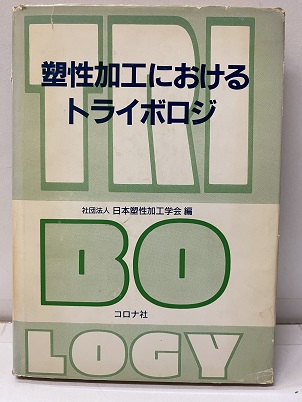 TRI
塑性加工における
トライボロジ
社団法人 日本塑性加工学会 編
BO
コロナ社
LOGY